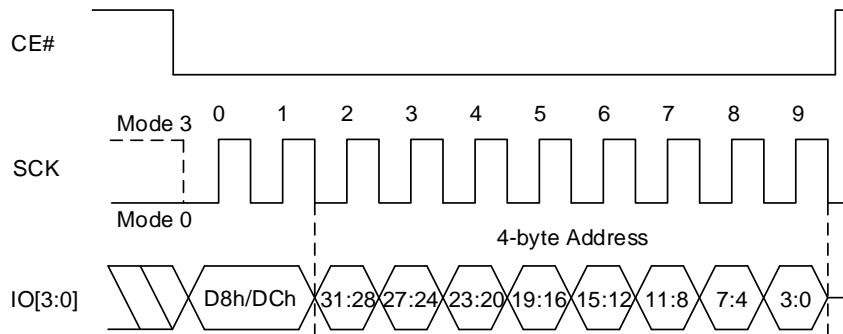 CE#
0 1 2 3 4 5 6 7 8 9
Mode 3
SCK
Mode 0
4-byte Address
IO[3:0] D8h/DCh 31:28 27:24 23:20 19:16 15:12 11:8 7:4 3:0